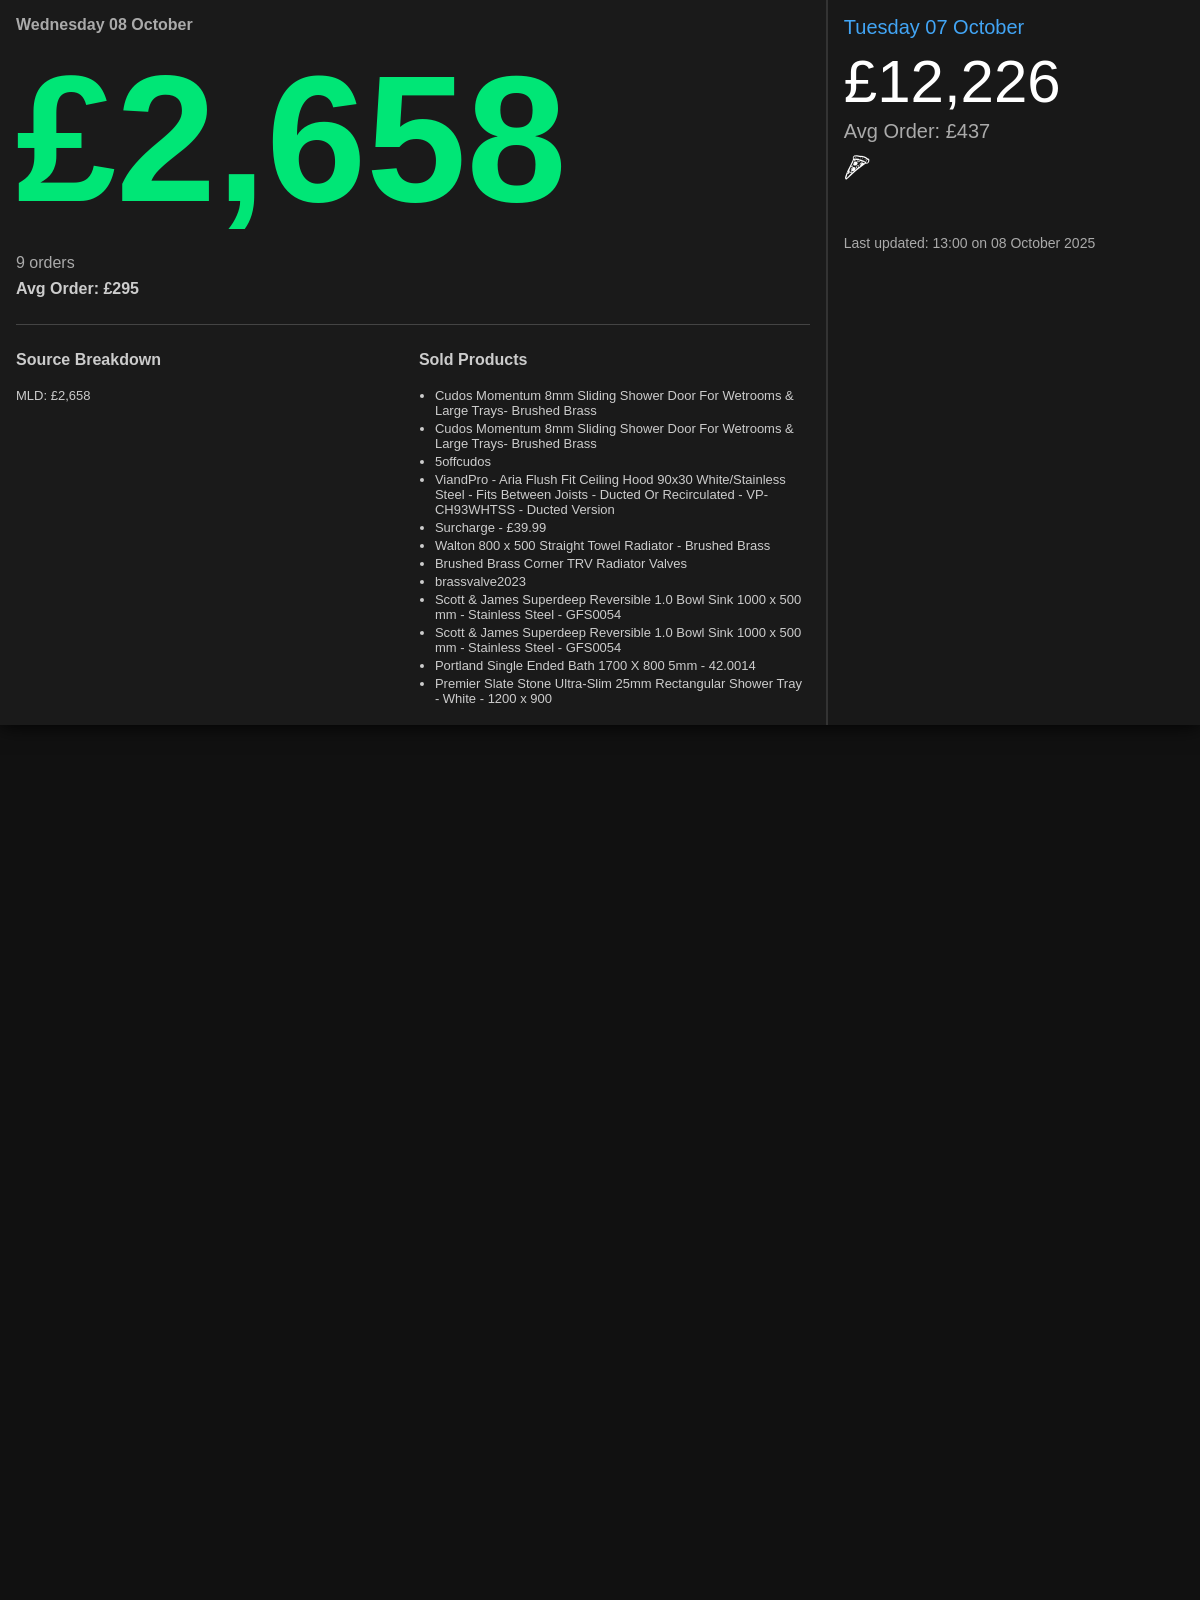 Wednesday 08 October
£2,658
9 orders
Avg Order: £295
Source Breakdown
MLD: £2,658
Sold Products
Cudos Momentum 8mm Sliding Shower Door For Wetrooms &
Large Trays- Brushed Brass
Cudos Momentum 8mm Sliding Shower Door For Wetrooms &
Large Trays- Brushed Brass
5offcudos
ViandPro - Aria Flush Fit Ceiling Hood 90x30 White/Stainless
Steel - Fits Between Joists - Ducted Or Recirculated - VP-
CH93WHTSS - Ducted Version
Surcharge - £39.99
Walton 800 x 500 Straight Towel Radiator - Brushed Brass
Brushed Brass Corner TRV Radiator Valves
brassvalve2023
Scott & James Superdeep Reversible 1.0 Bowl Sink 1000 x 500
mm - Stainless Steel - GFS0054
Scott & James Superdeep Reversible 1.0 Bowl Sink 1000 x 500
mm - Stainless Steel - GFS0054
Portland Single Ended Bath 1700 X 800 5mm - 42.0014
Premier Slate Stone Ultra-Slim 25mm Rectangular Shower Tray
- White - 1200 x 900
Tuesday 07 October
£12,226
Avg Order: £437
Last updated: 13:00 on 08 October 2025